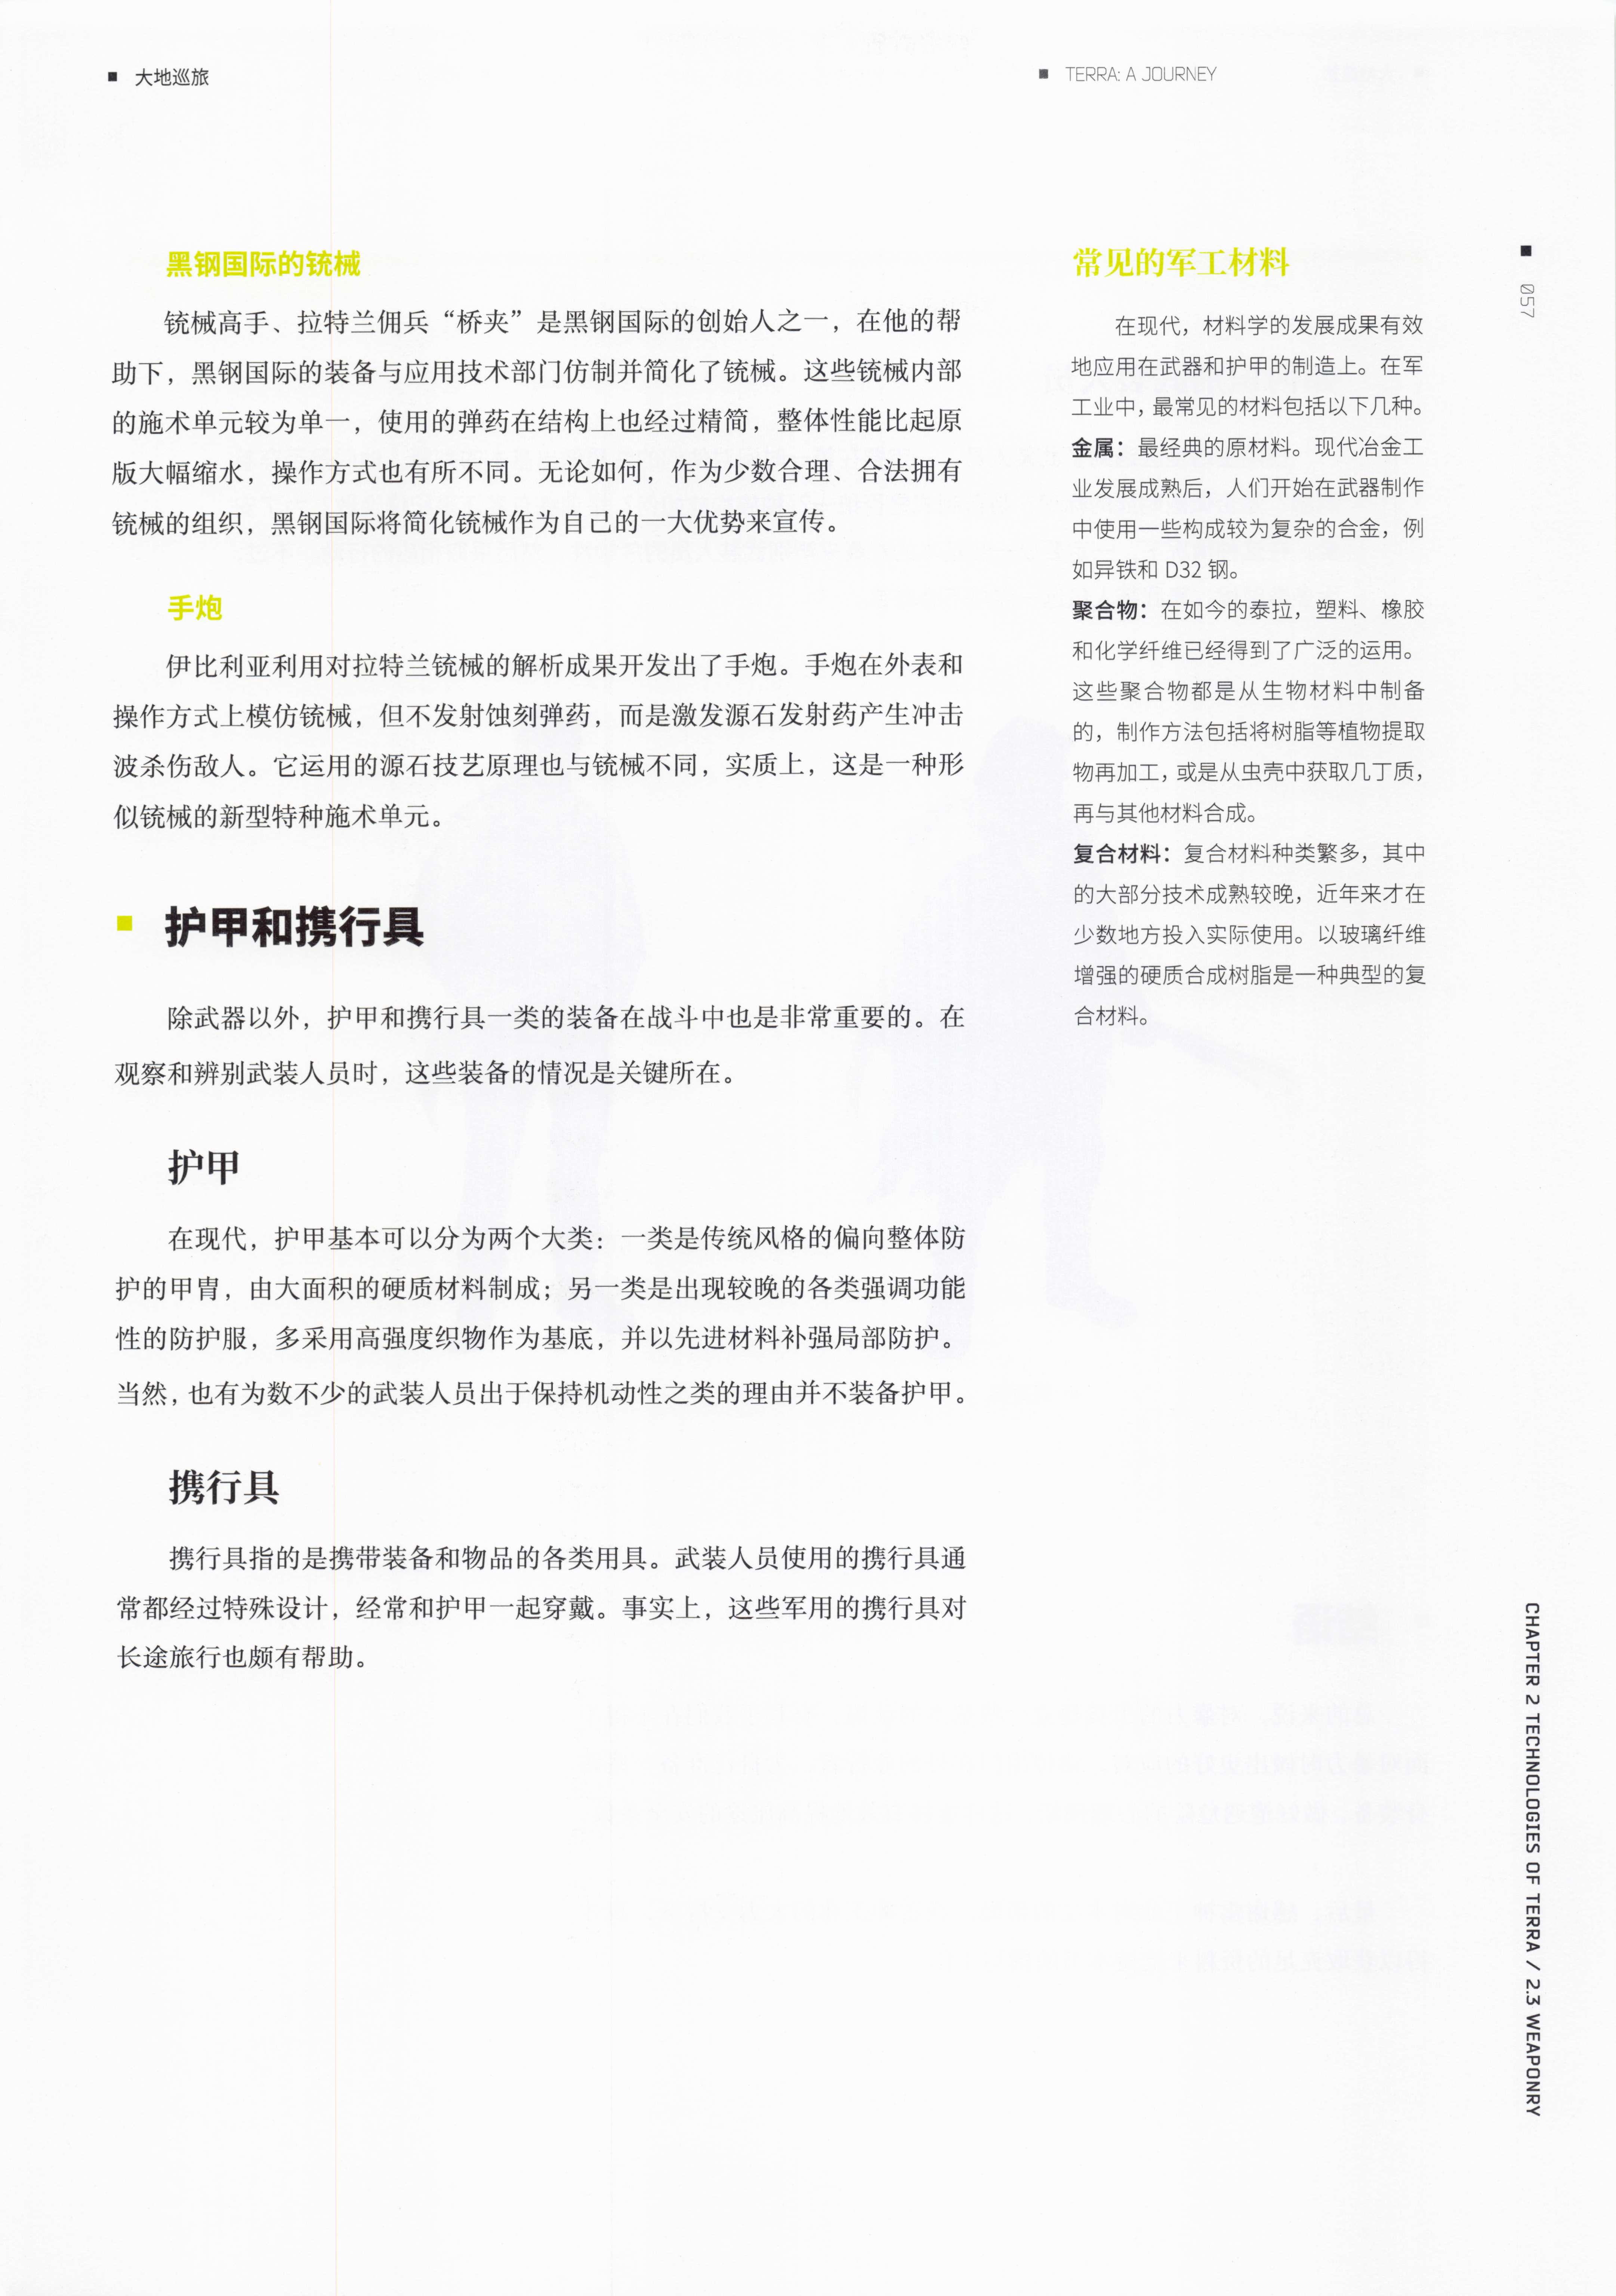 大地巡旅
TERRA: A JOURNEY
黑钢国际的铳械
铳械高手、拉特兰佣兵“桥夹”是黑钢国际的创始人之一，在他的帮
助下，黑钢国际的装备与应用技术部门仿制并简化了铳械。这些铳械内部
的施术单元较为单一，使用的弹药在结构上也经过精简，整体性能比起原
版大幅缩水，操作方式也有所不同。无论如何，作为少数合理、合法拥有
铳械的组织，黑钢国际将简化铳械作为自己的一大优势来宣传。
手炮
伊比利亚利用对拉特兰铳械的解析成果开发出了手炮。手炮在外表和
操作方式上模仿铳械，但不发射蚀刻弹药，而是激发源石发射药产生冲击
波杀伤敌人。它运用的源石技艺原理也与铳械不同，实质上，这是一种形
似铳械的新型特种施术单元。
护甲和携行具
除武器以外，护甲和携行具一类的装备在战斗中也是非常重要的。在
观察和辨别武装人员时，这些装备的情况是关键所在。
护甲
在现代，护甲基本可以分为两个大类：一类是传统风格的偏向整体防
护的甲胄，由大面积的硬质材料制成；另一类是出现较晚的各类强调功能
性的防护服，多采用高强度织物作为基底，并以先进材料补强局部防护。
当然，也有为数不少的武装人员出于保持机动性之类的理由并不装备护甲。
携行具
携行具指的是携带装备和物品的各类用具。武装人员使用的携行具通
常都经过特殊设计，经常和护甲一起穿戴。事实上，这些军用的携行具对
长途旅行也颇有帮助。
常见的军工材料
在现代，材料学的发展成果有效
地应用在武器和护甲的制造上。在军
工业中，最常见的材料包括以下几种。
金属：最经典的原材料。现代冶金工
业发展成熟后，人们开始在武器制作
中使用一些构成较为复杂的合金，例
如异铁和 D32 钢。
聚合物：在如今的泰拉，塑料、橡胶
和化学纤维已经得到了广泛的运用。
这些聚合物都是从生物材料中制备
的，制作方法包括将树脂等植物提取
物再加工，或是从虫壳中获取几丁质，
再与其他材料合成。
复合材料：复合材料种类繁多，其中
的大部分技术成熟较晚，近年来才在
少数地方投入实际使用。以玻璃纤维
增强的硬质合成树脂是一种典型的复
合材料。
057
CHAPTER 2 TECHNOLOGIES OF TERRA / 2.3 WEAPONRY